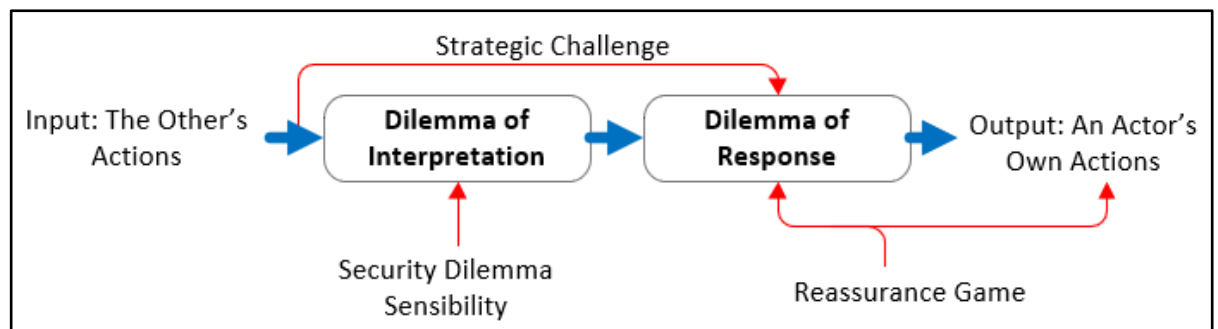 Strategic Challenge
Input: The Other’s
Actions
Dilemma of
Interpretation
Dilemma of
Response
Output: An Actor’s
Own Actions
Security Dilemma
Sensibility
Reassurance Game